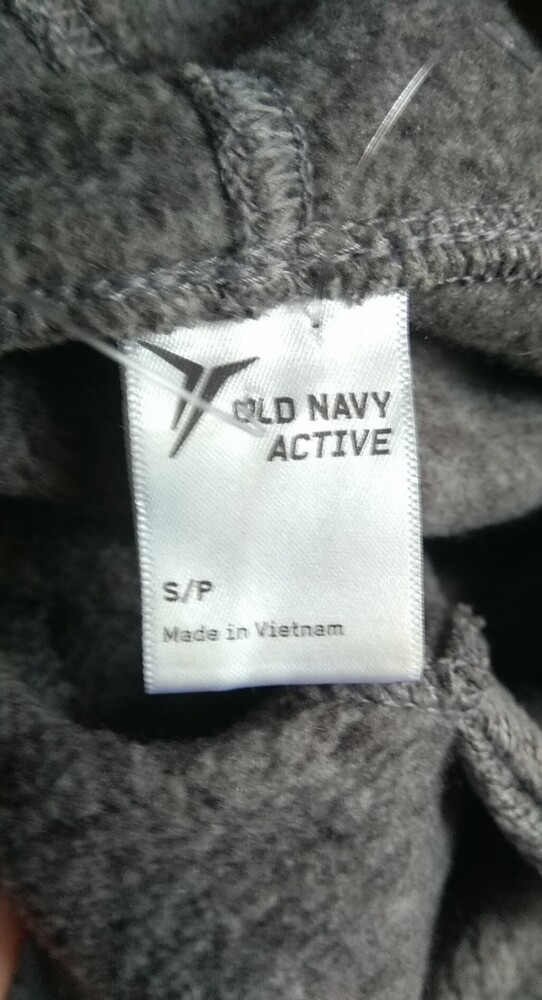 OLD NAVY
ACTIVE
S/P
Made in Vietnam